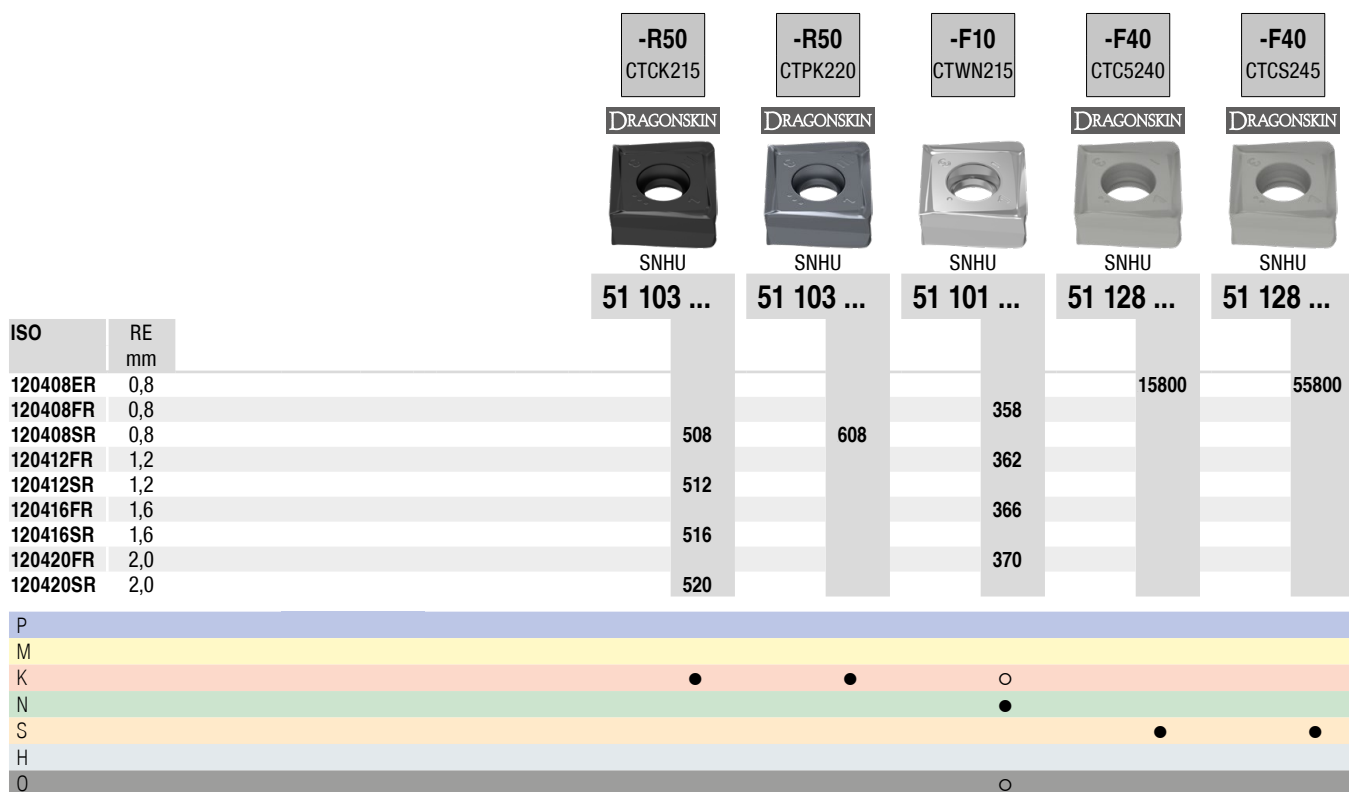 -R50 -R50 -F10 -F40 -F40
CTCK215 CTPK220 CTWN215 CTC5240 CTCS245
DRAGONSKIN DRAGONSKIN DRAGONSKIN DRAGONSKIN
SNHU SNHU SNHU SNHU SNHU
51 103 ... 51 103 ... 51 101 ... 51 128 ... 51 128 ...
ISO RE
mm
120408ER 0,8 15800 55800
120408FR 0,8 358
120408SR 0,8 508 608
120412FR 1,2 362
120412SR 1,2 512
120416FR 1,6 366
120416SR 1,6 516
120420FR 2,0 370
120420SR 2,0 520
P
M
K ● ● ○
N ●
S ● ●
H
O ○